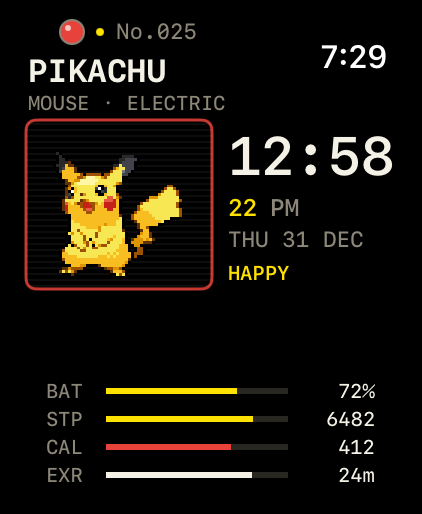 No.025
7:29
PIKACHU
MOUSE · ELECTRIC
12:58
22 PM
THU 31 DEC
HAPPY
BAT 72%
STP 6482
CAL 412
EXR 24m